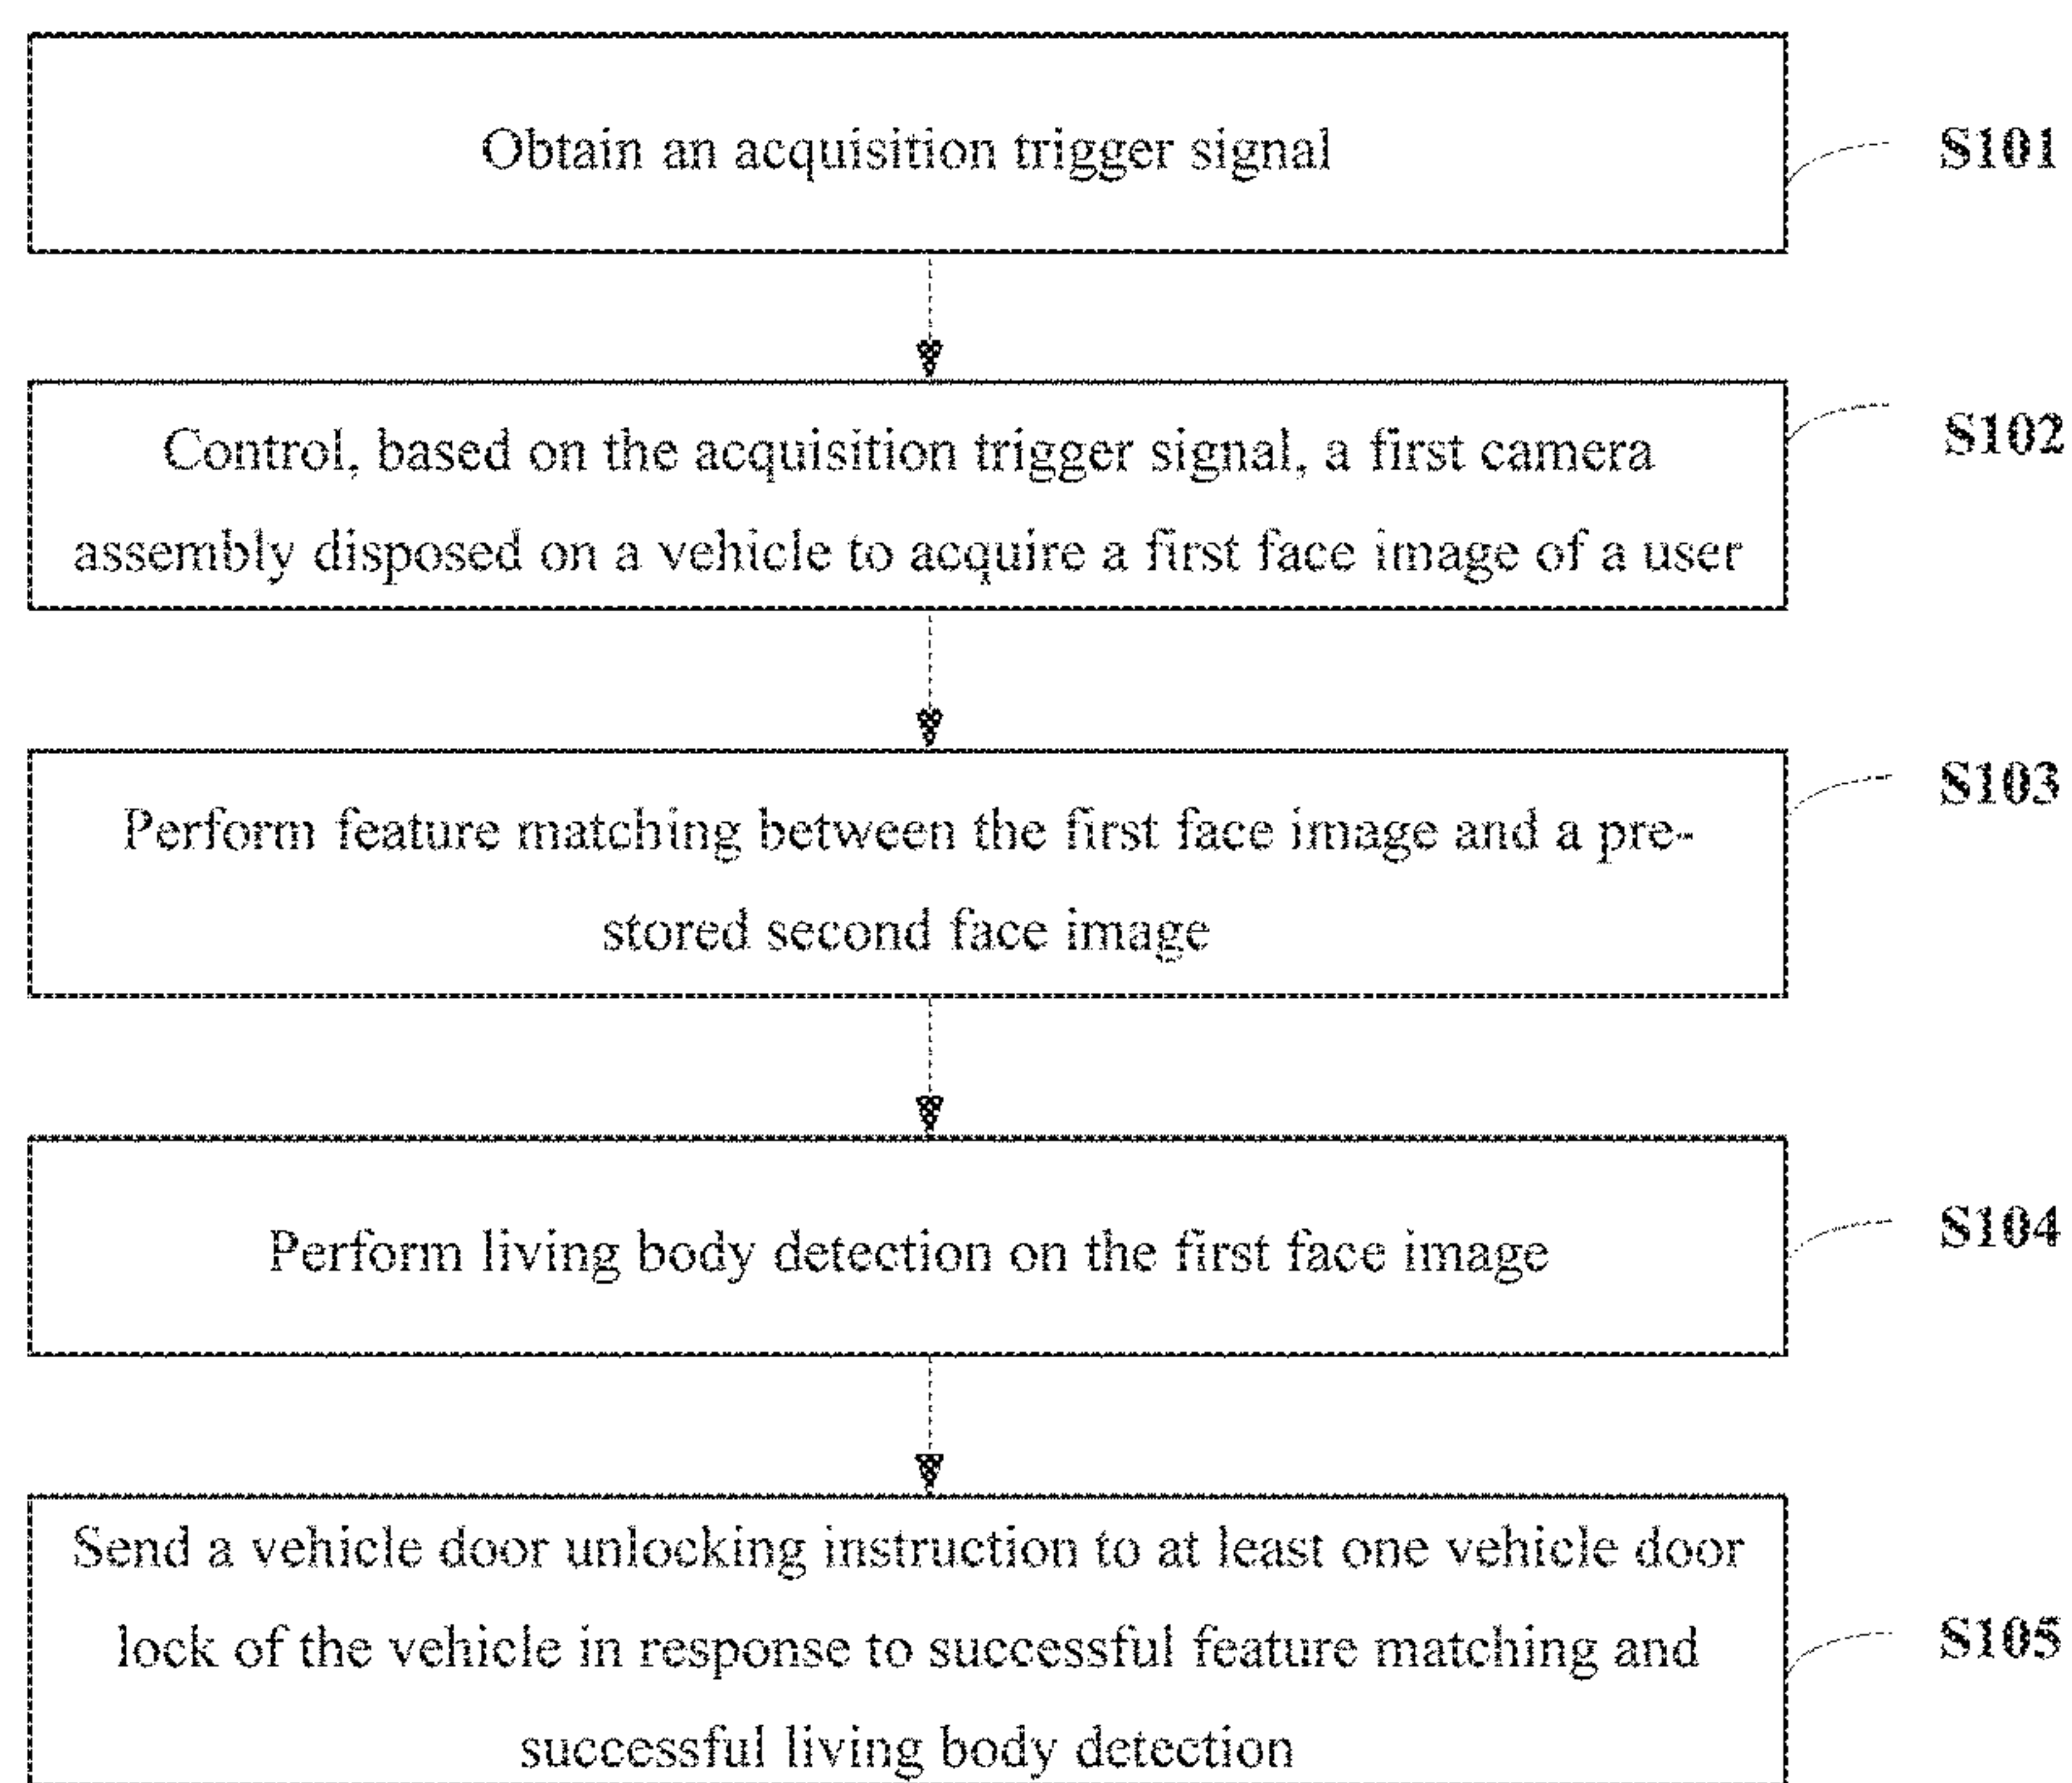 Obtain an acquisition trigger signal
S101
Control, based on the acquisition trigger signal, a first camera
assembly disposed on a vehicle to acquire a first face image of a user
S102
Perform feature matching between the first face image and a pre-
stored second face image
S103
Perform living body detection on the first face image
S104
Send a vehicle door unlocking instruction to at least one vehicle door
lock of the vehicle in response to successful feature matching and
successful living body detection
S105